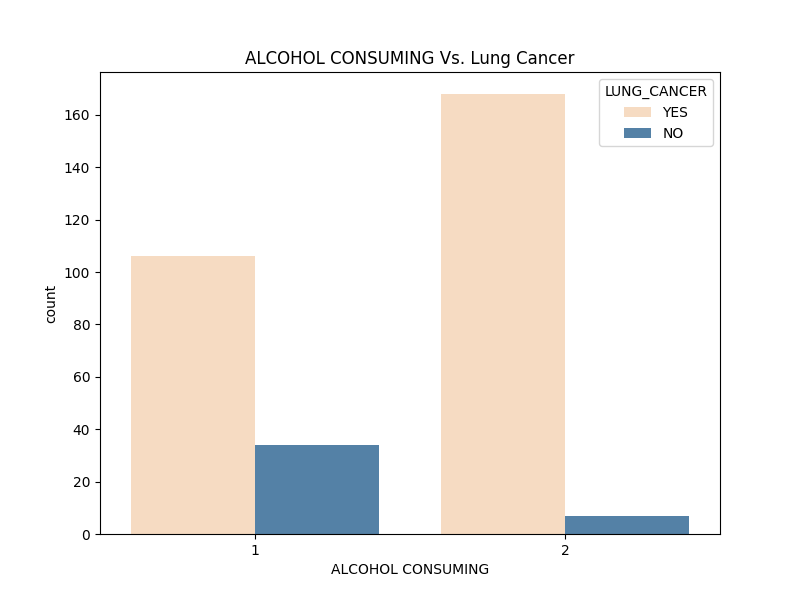 ALCOHOL CONSUMING Vs. Lung Cancer
LUNG_CANCER
YES
NO
160
140
120
100
80
60
40
20
0
count
1
2
ALCOHOL CONSUMING